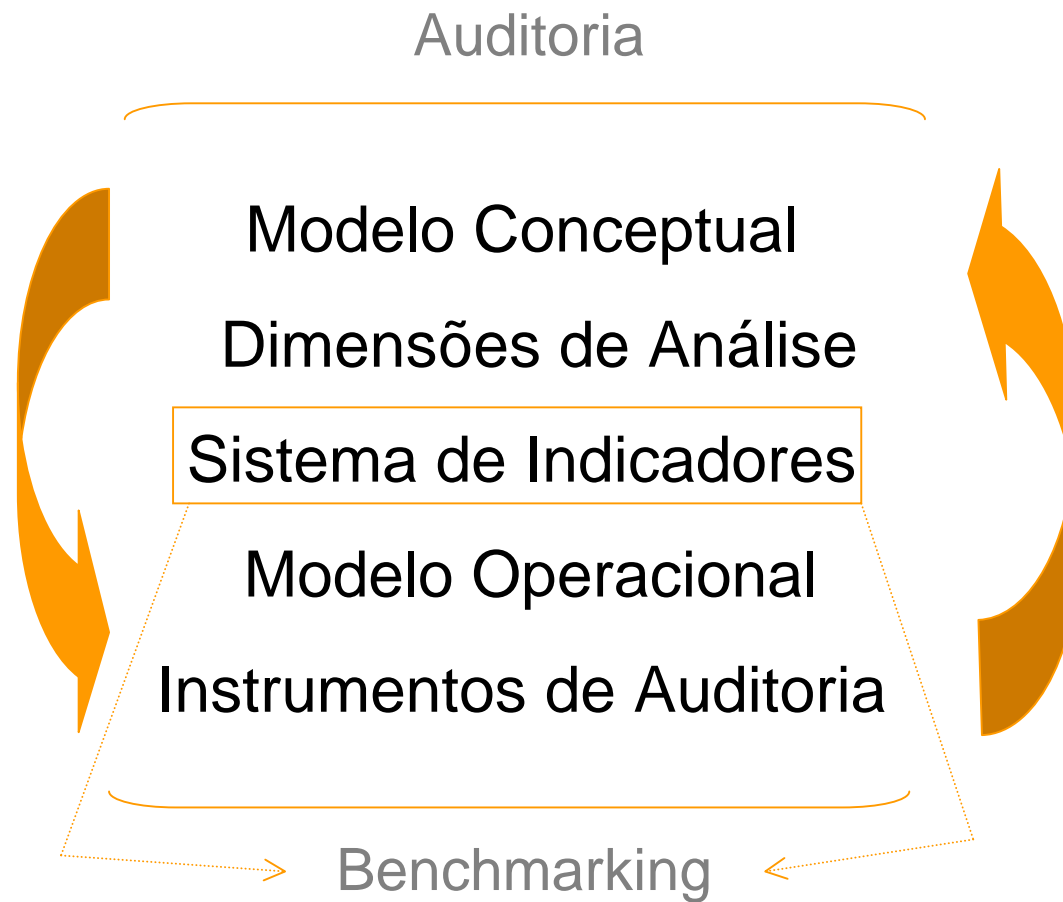 Auditoria
Modelo Conceptual
Dimensões de Análise
Sistema de Indicadores
Modelo Operacional
Instrumentos de Auditoria
Benchmarking